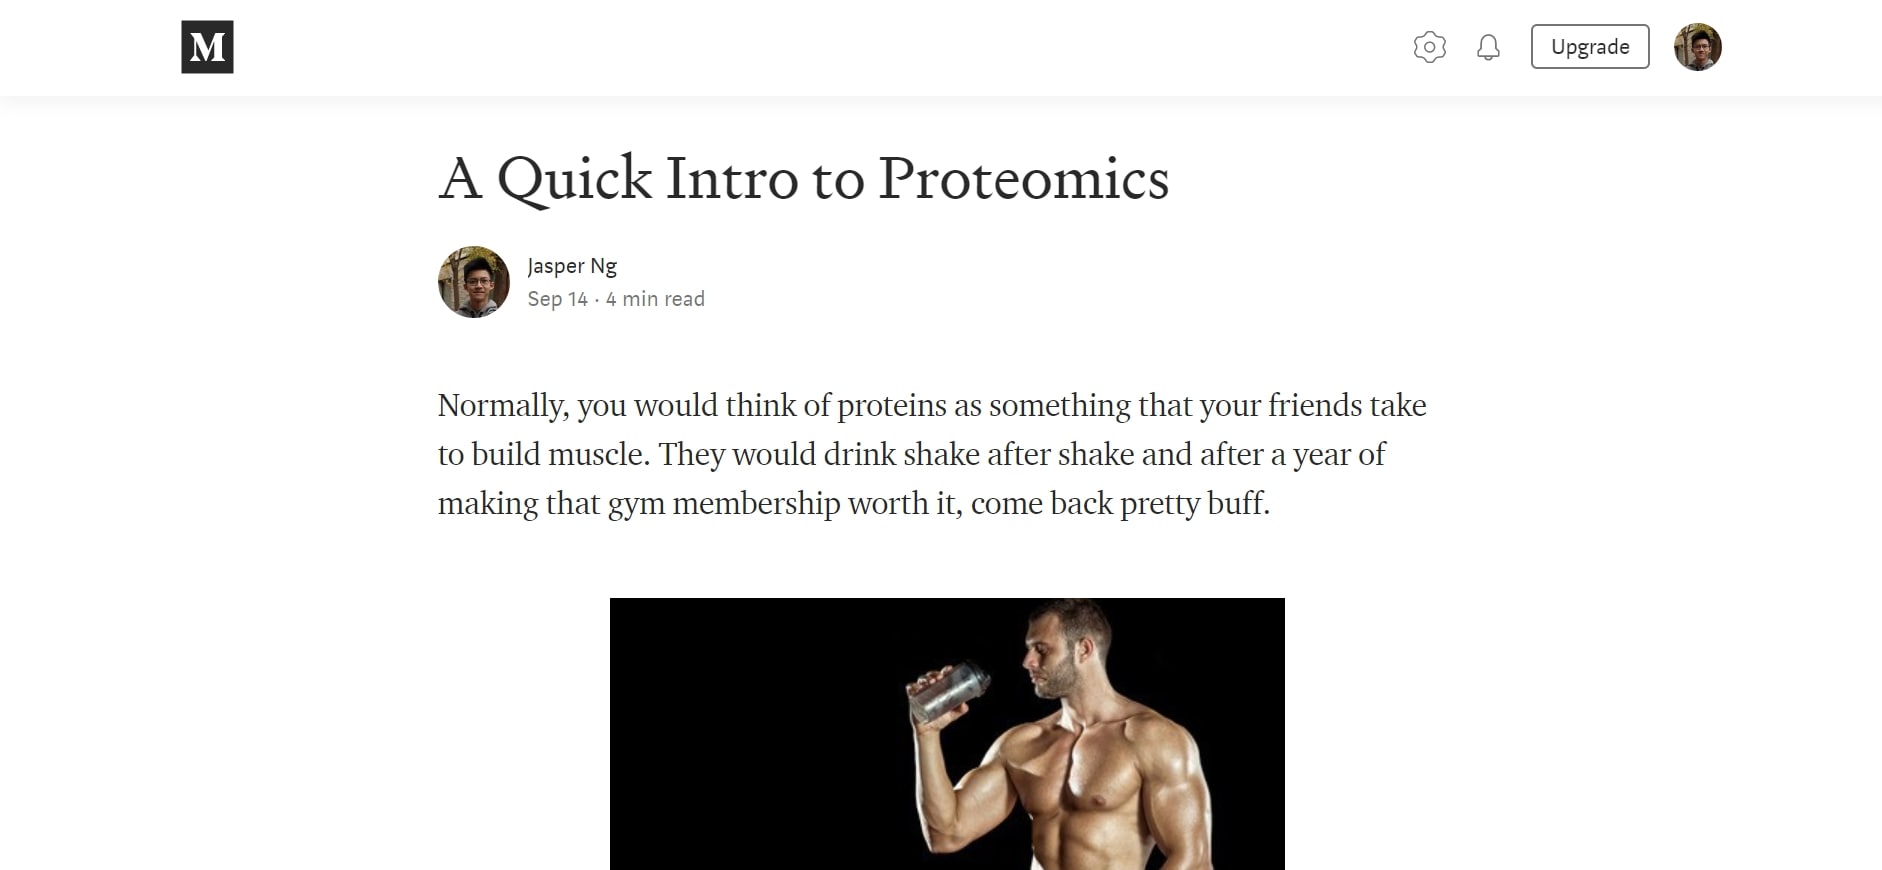 M
Upgrade
A Quick Intro to Proteomics
Jasper Ng
Sep 14 · 4 min read
Normally, you would think of proteins as something that your friends take
to build muscle. They would drink shake after shake and after a year of
making that gym membership worth it, come back pretty buff.